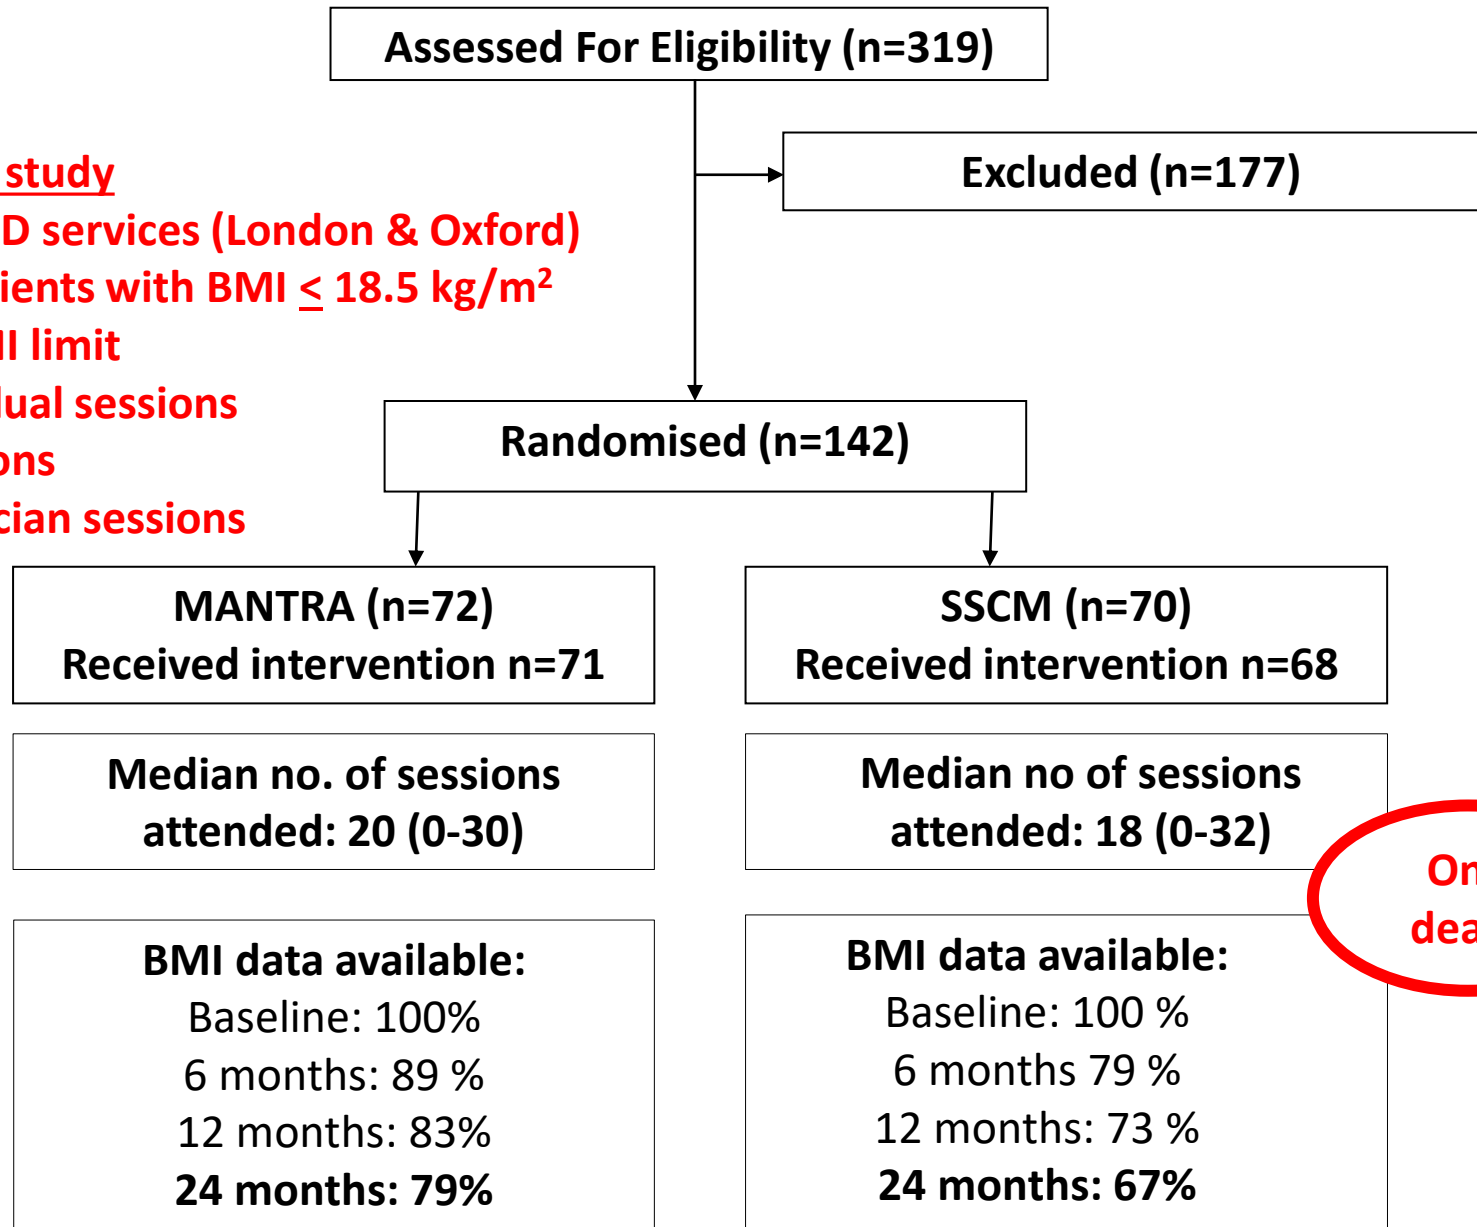 Assessed For Eligibility (n=319)
Excluded (n=177)
study
D services (London & Oxford)
ients with BMI ≤ 18.5 kg/m²
II limit
dual sessions
ons
cian sessions
Randomised (n=142)
MANTRA (n=72)
Received intervention n=71
SSCM (n=70)
Received intervention n=68
Median no. of sessions
attended: 20 (0-30)
Median no of sessions
attended: 18 (0-32)
On
dea
BMI data available:
Baseline: 100%
6 months: 89 %
12 months: 83%
24 months: 79%
BMI data available:
Baseline: 100 %
6 months 79 %
12 months: 73 %
24 months: 67%